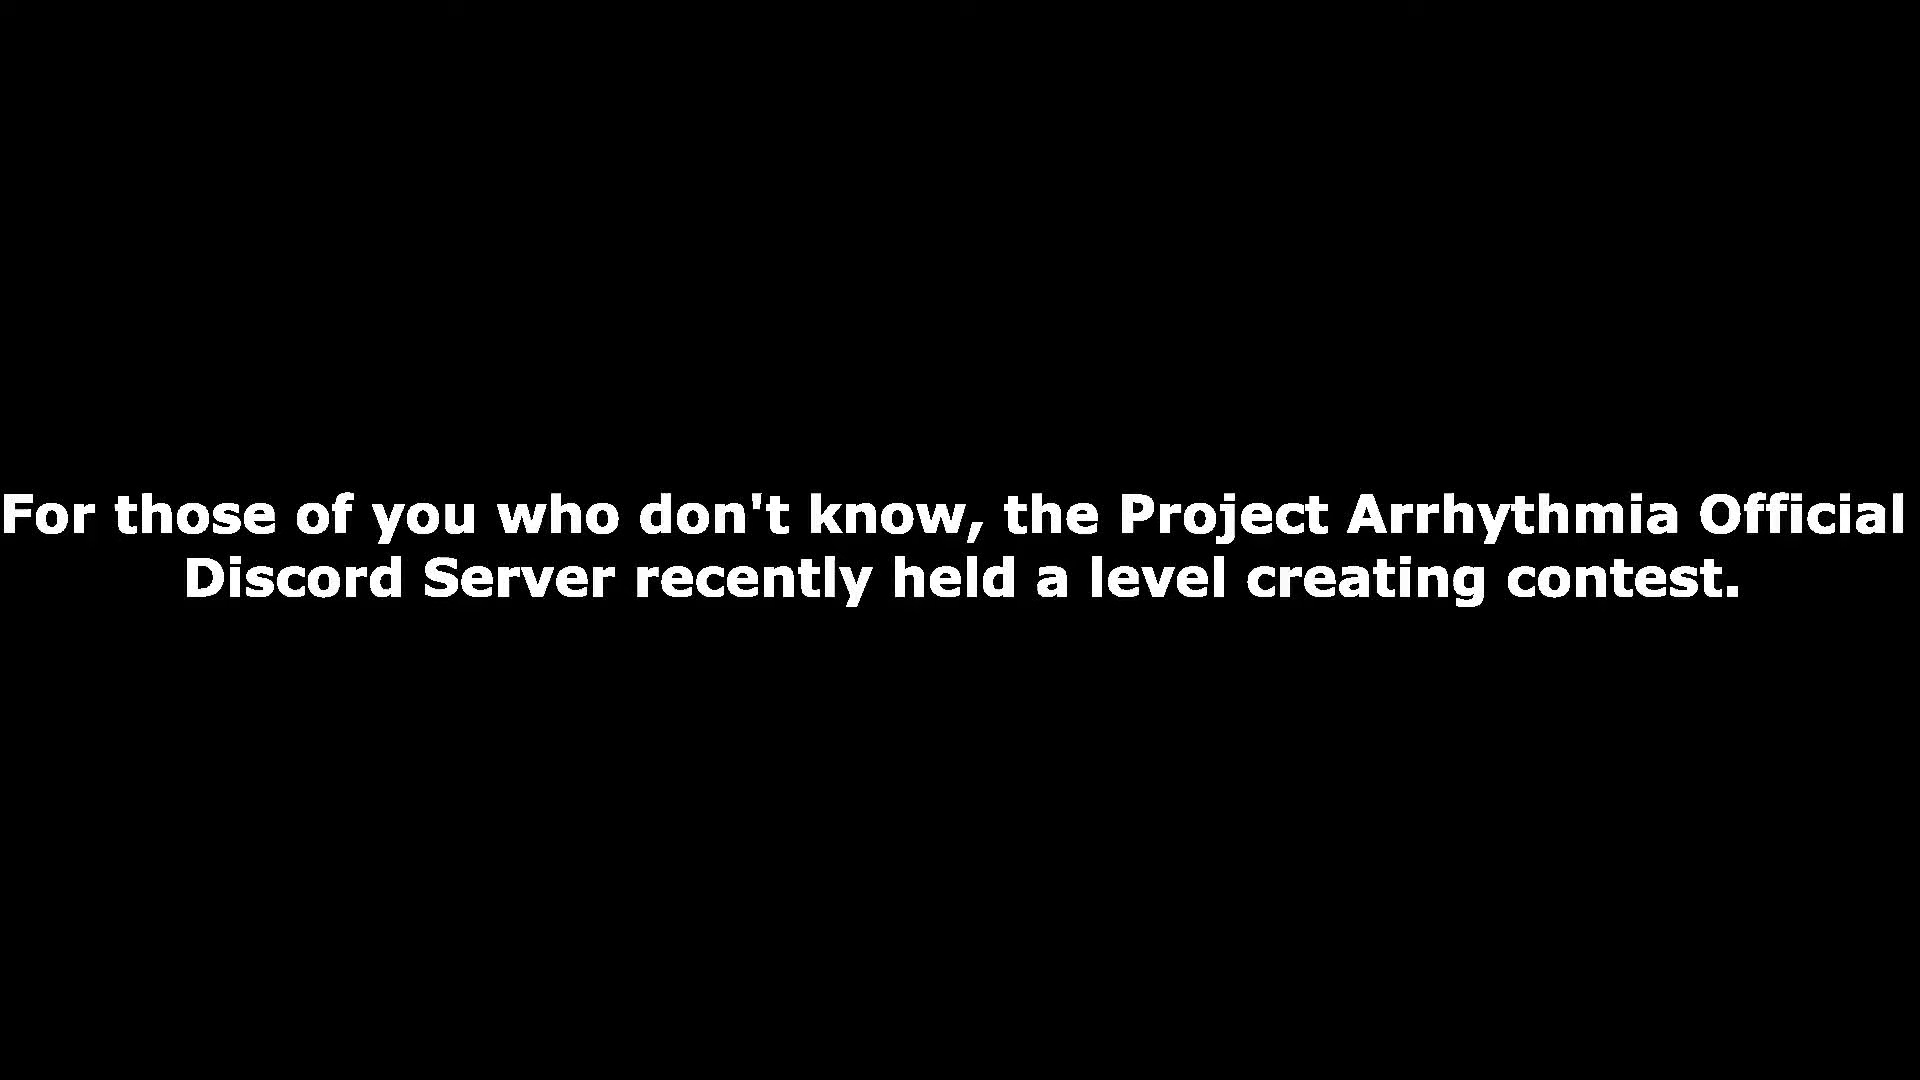 For those of you who don't know, the Project Arrhythmia Official
Discord Server recently held a level creating contest.